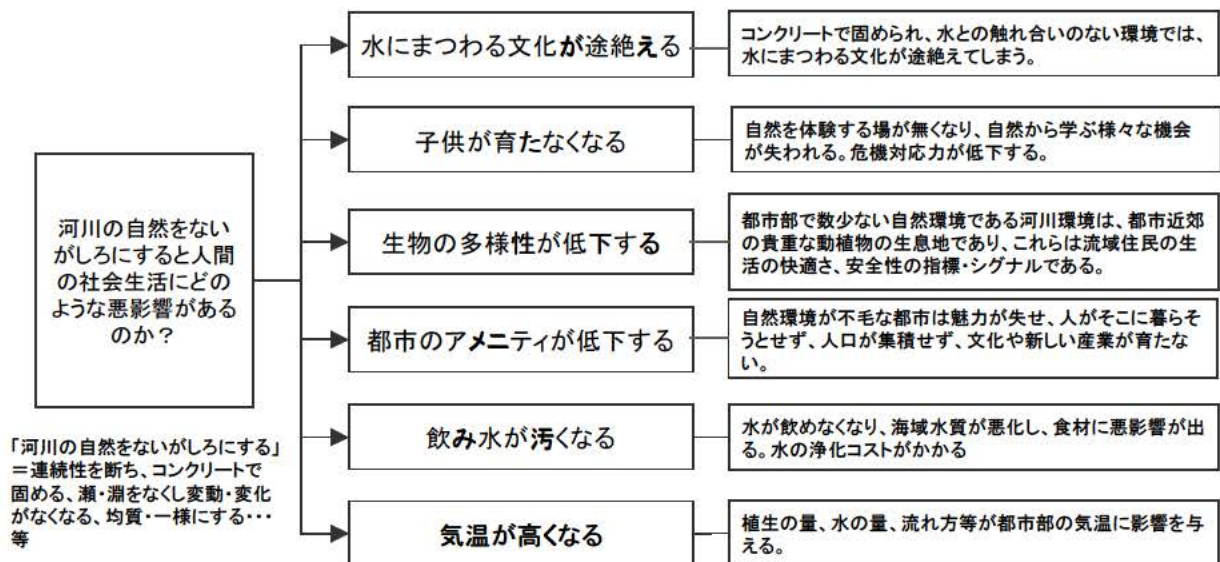 河川の自然をない
がしろにすると人間
の社会生活にどの
ような悪影響がある
のか？
「河川の自然をないがしろにする」
＝連続性を断ち、コンクリートで
固める、瀬・淵をなくし変動・変化
がなくなる、均質・一様にする・・・
等
水にまつわる文化が途絶える
コンクリートで固められ、水との触れ合いのない環境では、
水にまつわる文化が途絶えてしまう。
子供が育たなくなる
自然を体験する場が無くなり、自然から学ぶ様々な機会
が失われる。危機対応力が低下する。
生物の多様性が低下する
都市部で数少ない自然環境である河川環境は、都市近郊
の貴重な動植物の生息地であり、これらは流域住民の生
活の快適さ、安全性の指標・シグナルである。
都市のアメニティが低下する
自然環境が不毛な都市は魅力が失せ、人がそこに暮らそ
うとせず、人口が集積せず、文化や新しい産業が育たな
い。
飲み水が汚くなる
水が飲めなくなり、海域水質が悪化し、食材に悪影響が出
る。水の浄化コストがかかる
気温が高くなる
植生の量、水の量、流れ方等が都市部の気温に影響を与
える。